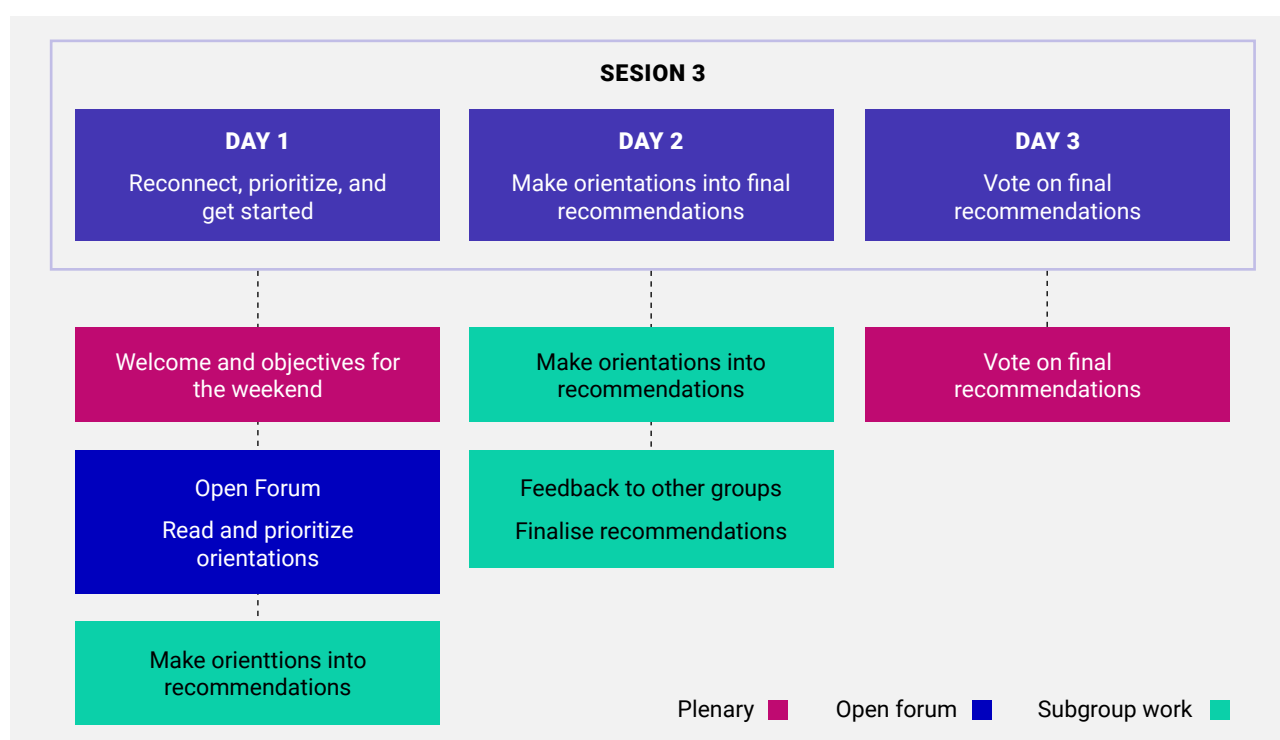 SESION 3
DAY 1
Reconnect, prioritize, and
get started
DAY 2
Make orientations into final
recommendations
DAY 3
Vote on final
recommendations
Welcome and objectives for
the weekend
Open Forum
Read and prioritize
orientations
Make orienttions into
recommendations
Make orientations into
recommendations
Feedback to other groups
Finalise recommendations
Vote on final
recommendations
Plenary
Open forum
Subgroup work